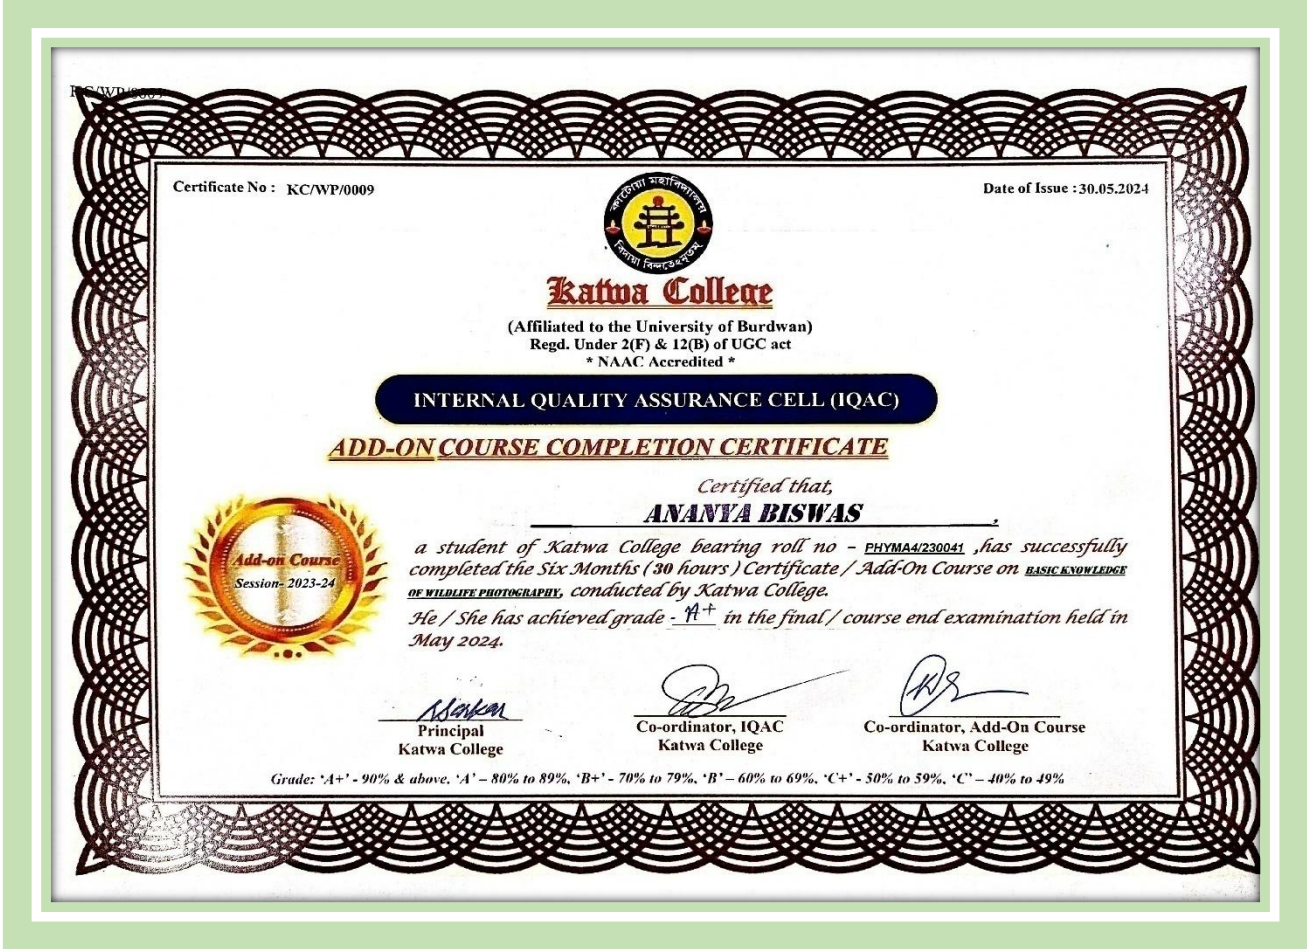 Certificate No : KC/WP/0009
Date of Issue : 30.05.2024
কাটোয়া মহাবিদ্যালয়
Katwa College
(Affiliated to the University of Burdwan)
Regd. Under 2(F) & 12(B) of UGC act
* NAAC Accredited *
INTERNAL QUALITY ASSURANCE CELL (IQAC)
ADD-ON COURSE COMPLETION CERTIFICATE
Certified that,
ANANYA BISWAS,
a student of Katwa College bearing roll no – PHYMA4/230041 ,has successfully
completed the Six Months (30 hours) Certificate / Add-On Course on BASIC KNOWLEDGE
OF WILDLIFE PHOTOGRAPHY, conducted by Katwa College.
He / She has achieved grade - A+ in the final / course end examination held in
May 2024.
Add-on Course
Session- 2023-24
Principal
Katwa College
Co-ordinator, IQAC
Katwa College
Co-ordinator, Add-On Course
Katwa College
Grade: ‘A+’ - 90% & above, ‘A’ – 80% to 89%, ‘B+’ - 70% to 79%, ‘B’ – 60% to 69%, ‘C+’ - 50% to 59%, ‘C’ – 40% to 49%